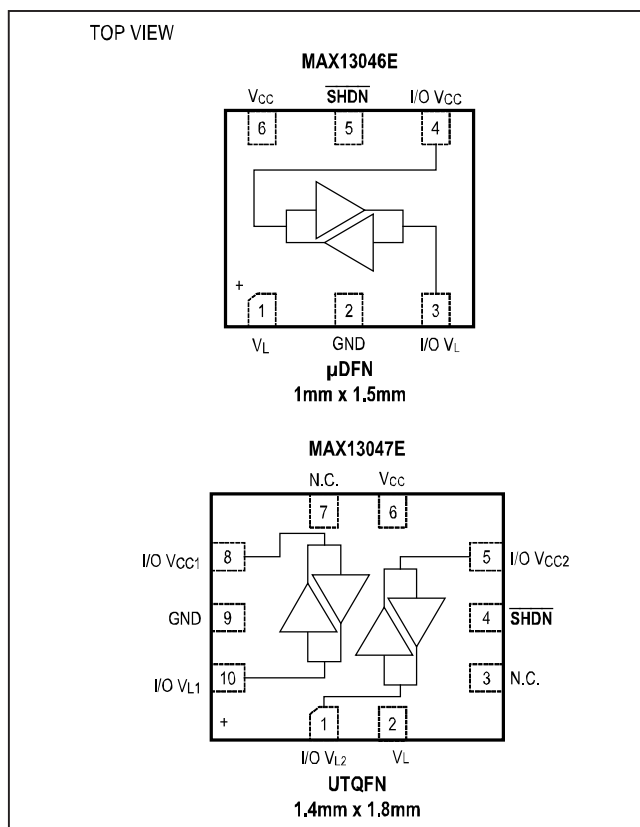 TOP VIEW
MAX13046E
VCC SHDN I/O VCC
6 5 4
+
1 2 3
VL GND I/O VL
µDFN
1mm x 1.5mm
MAX13047E
N.C. VCC
7 6
I/O VCC1 8 5 I/O VCC2
GND 9 4 SHDN
I/O VL1 10 3 N.C.
+ 1 2
I/O VL2 VL
UTQFN
1.4mm x 1.8mm